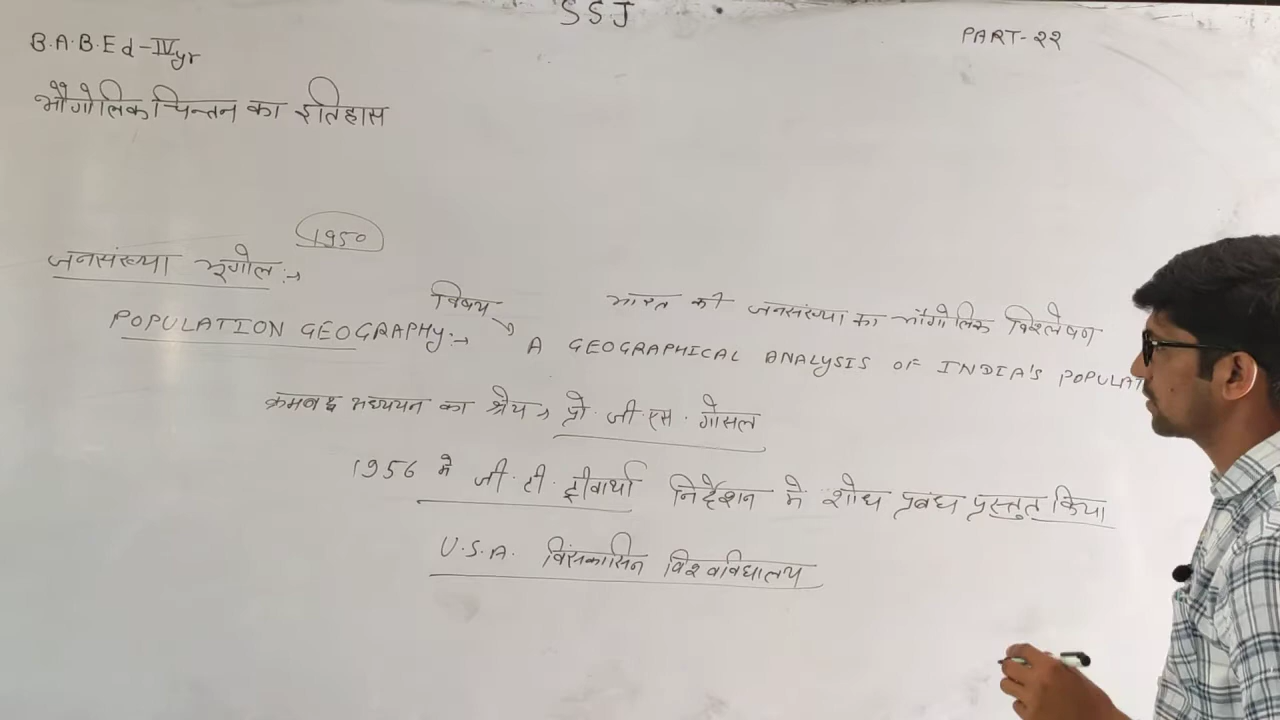 SSJ
PART-22
B.A.B.Ed-IVyr
भौगोलिक चिन्तन का इतिहास
1950
जनसंख्या भूगोल:→
विषय → भारत की जनसंख्या का भौगोलिक विश्लेषण
POPULATION GEOGRAPHY:→ A GEOGRAPHICAL ANALYSIS OF INDIA'S POPULAT
क्रमबद्ध अध्ययन का श्रेय → प्रो. जी. एस. गोसल
1956 मे जी. टी. ट्रीवार्था निर्देशन मे शोध प्रबंध प्रस्तुत किया
U.S.A. विंसकासिन विश्वविद्यालय